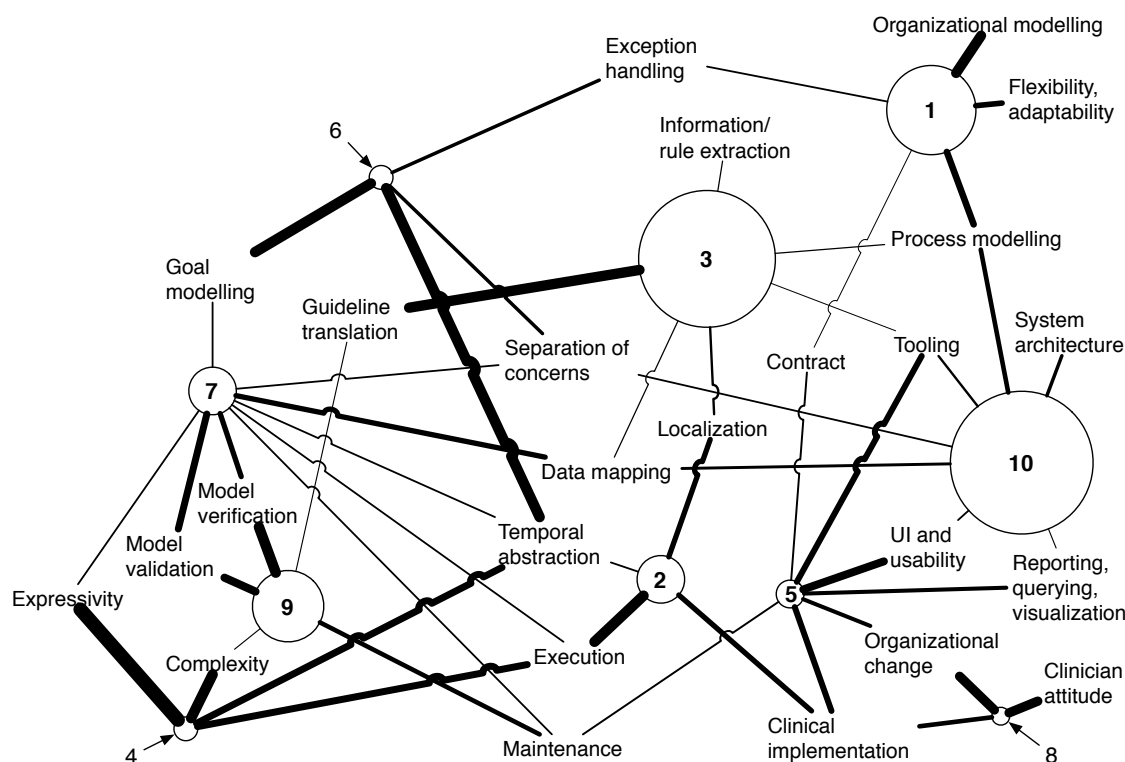 Organizational modelling
Exception
handling
1
Flexibility,
adaptability
6
Information/
rule extraction
3
Process modelling
Goal
modelling
Guideline
translation
Separation of
concerns
Contract
Tooling
System
architecture
7
Localization
Data mapping
10
Model
verification
Model
validation
Temporal
abstraction
UI and
usability
Reporting,
querying,
visualization
Expressivity
9
2
5
Complexity
Execution
Organizational
change
Clinician
attitude
4
Maintenance
Clinical
implementation
8